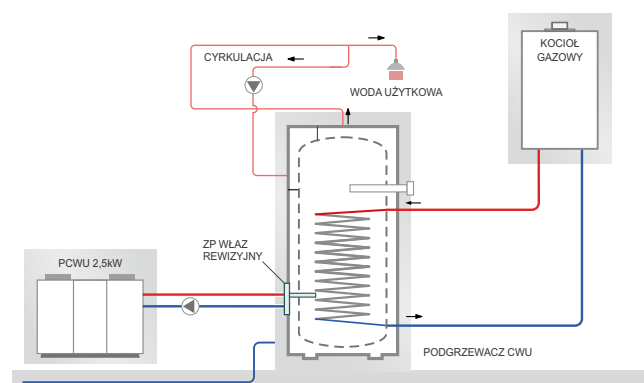 CYRKULACJA
WODA UŻYTKOWA
KOCIOŁ
GAZOWY
ZP WŁAZ
REWIZYJNY
PCWU 2,5kW
PODGRZEWACZ CWU